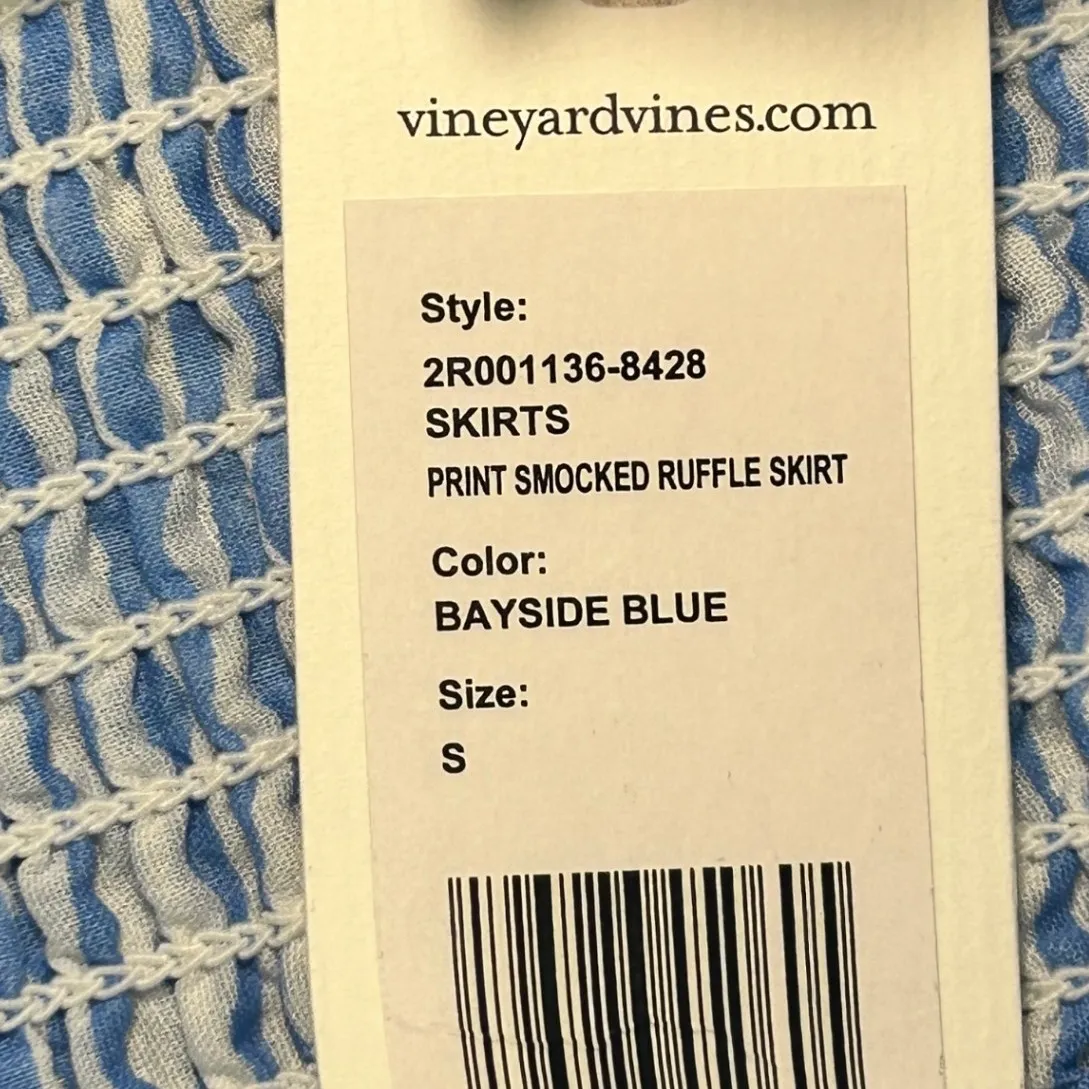 vineyardvines.com
Style:
2R001136-8428
SKIRTS
PRINT SMOCKED RUFFLE SKIRT
Color:
BAYSIDE BLUE
Size:
S